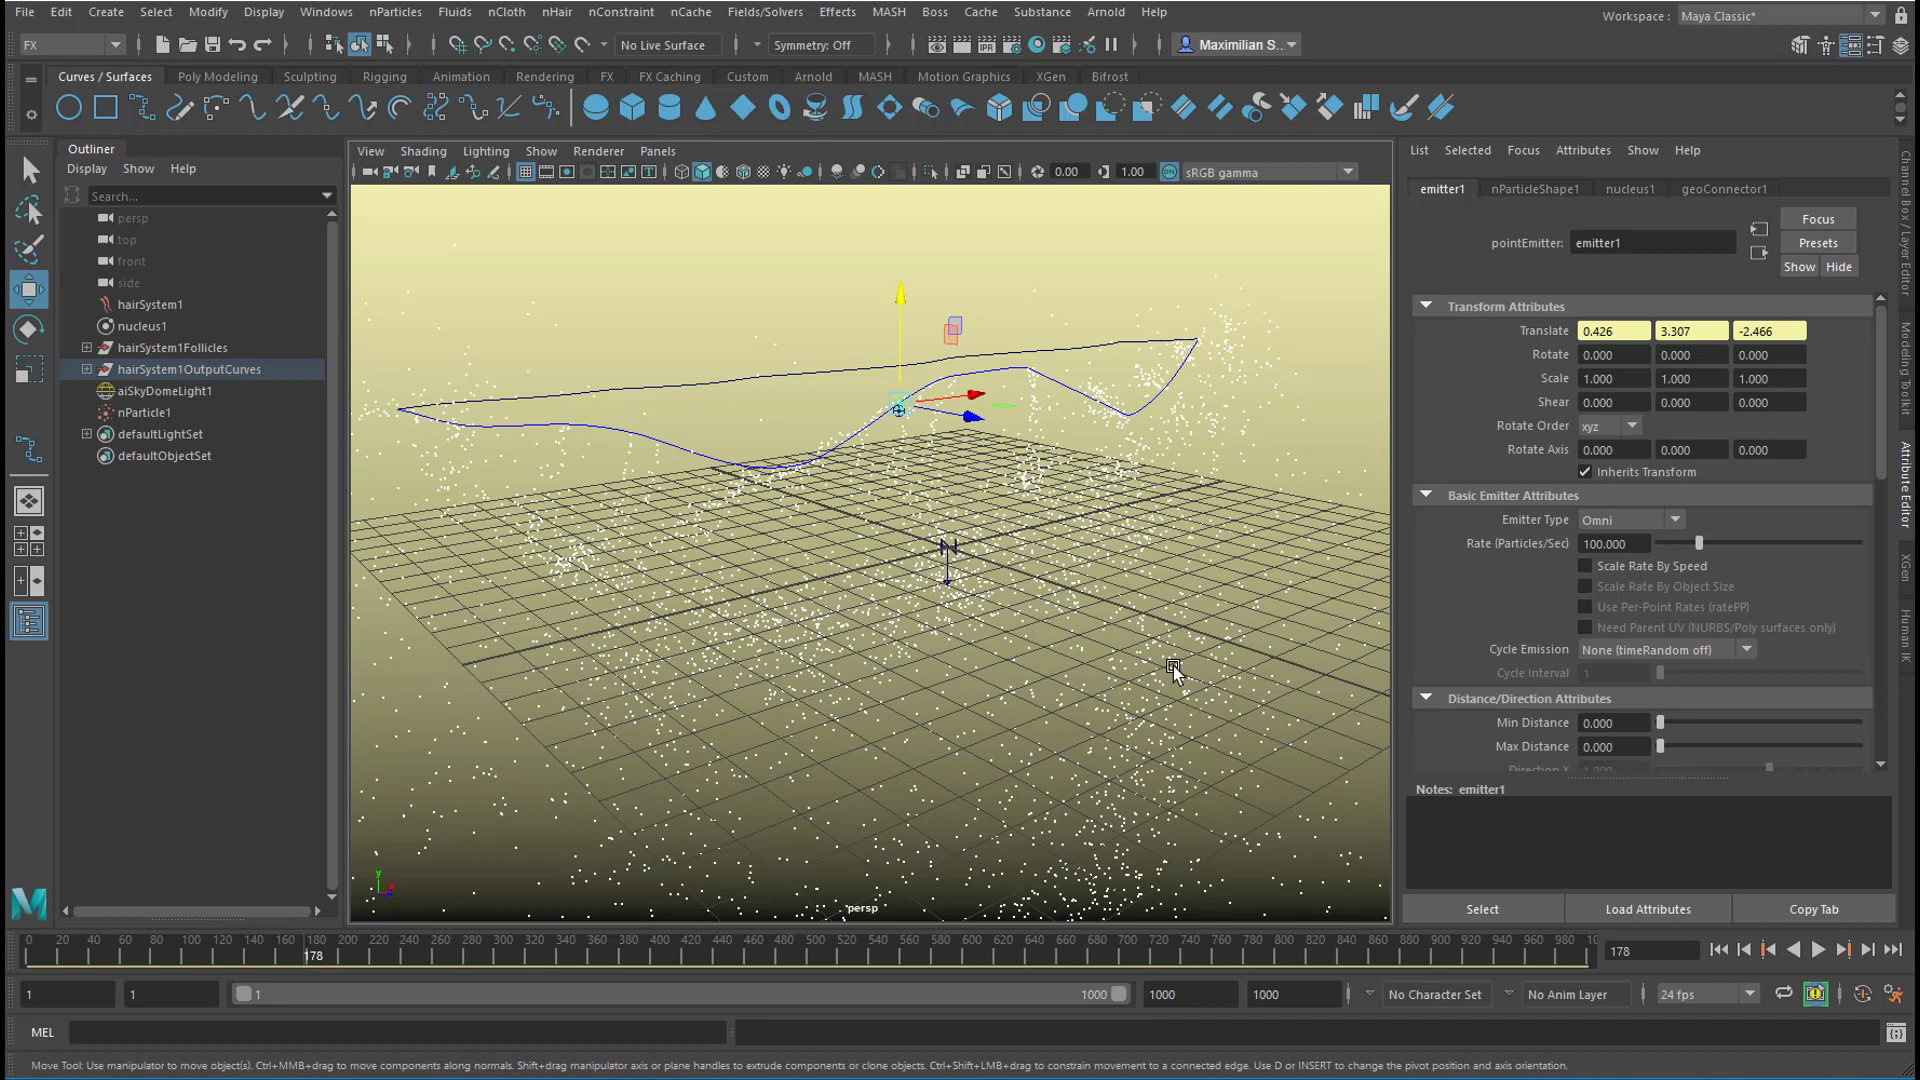 File Edit Create Select Modify Display Windows nParticles Fluids nCloth nHair nConstraint nCache Fields/Solvers Effects MASH Boss Cache Substance Arnold Help
Workspace : Maya Classic*
FX No Live Surface Symmetry: Off Maximilian S...
Curves / Surfaces Poly Modeling Sculpting Rigging Animation Rendering FX FX Caching Custom Arnold MASH Motion Graphics XGen Bifrost
Outliner
Display Show Help
Search...
persp
top
front
side
hairSystem1
nucleus1
hairSystem1Follicles
hairSystem1OutputCurves
aiSkyDomeLight1
nParticle1
defaultLightSet
defaultObjectSet
View Shading Lighting Show Renderer Panels
0.00 1.00 ON sRGB gamma
N
y
x
persp
List Selected Focus Attributes Show Help
emitter1 nParticleShape1 nucleus1 geoConnector1
Focus
pointEmitter: emitter1 Presets
Show Hide
Transform Attributes
Translate 0.426 3.307 -2.466
Rotate 0.000 0.000 0.000
Scale 1.000 1.000 1.000
Shear 0.000 0.000 0.000
Rotate Order xyz
Rotate Axis 0.000 0.000 0.000
Inherits Transform
Basic Emitter Attributes
Emitter Type Omni
Rate (Particles/Sec) 100.000
Scale Rate By Speed
Scale Rate By Object Size
Use Per-Point Rates (ratePP)
Need Parent UV (NURBS/Poly surfaces only)
Cycle Emission None (timeRandom off)
Cycle Interval 1
Distance/Direction Attributes
Min Distance 0.000
Max Distance 0.000
Direction X 1.000
Notes: emitter1
Select Load Attributes Copy Tab
Channel Box / Layer Editor
Modeling Toolkit
Attribute Editor
XGen
Human IK
0 20 40 60 80 100 120 140 160 180 200 220 240 260 280 300 320 340 360 380 400 420 440 460 480 500 520 540 560 580 600 620 640 660 680 700 720 740 760 780 800 820 840 860 880 900 920 940 960 980 10
178
178
1 1 1 1000 1000 1000 No Character Set No Anim Layer 24 fps
MEL
Move Tool: Use manipulator to move object(s). Ctrl+MMB+drag to move components along normals. Shift+drag manipulator axis or plane handles to extrude components or clone objects. Ctrl+Shift+LMB+drag to constrain movement to a connected edge. Use D or INSERT to change the pivot position and axis orientation.